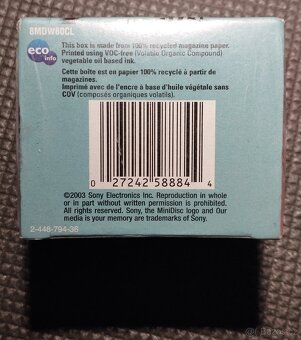 8MDW80CL
eco info
This box is made from 100% recycled magazine paper.
Printed using VOC-free (Volatile Organic Compound)
vegetable oil based ink.
Cette boîte est en papier 100% recyclé à partir de
magazines.
Imprimé avec de l'encre à base d'huile végétale sans
COV (composés organiques volatils).
0 27242 58884 4
©2003 Sony Electronics Inc. Reproduction in whole
or in part without written permission is prohibited.
All rights reserved. Sony, the MiniDisc logo and Our
media is your memory are trademarks of Sony.
2-448-794-36